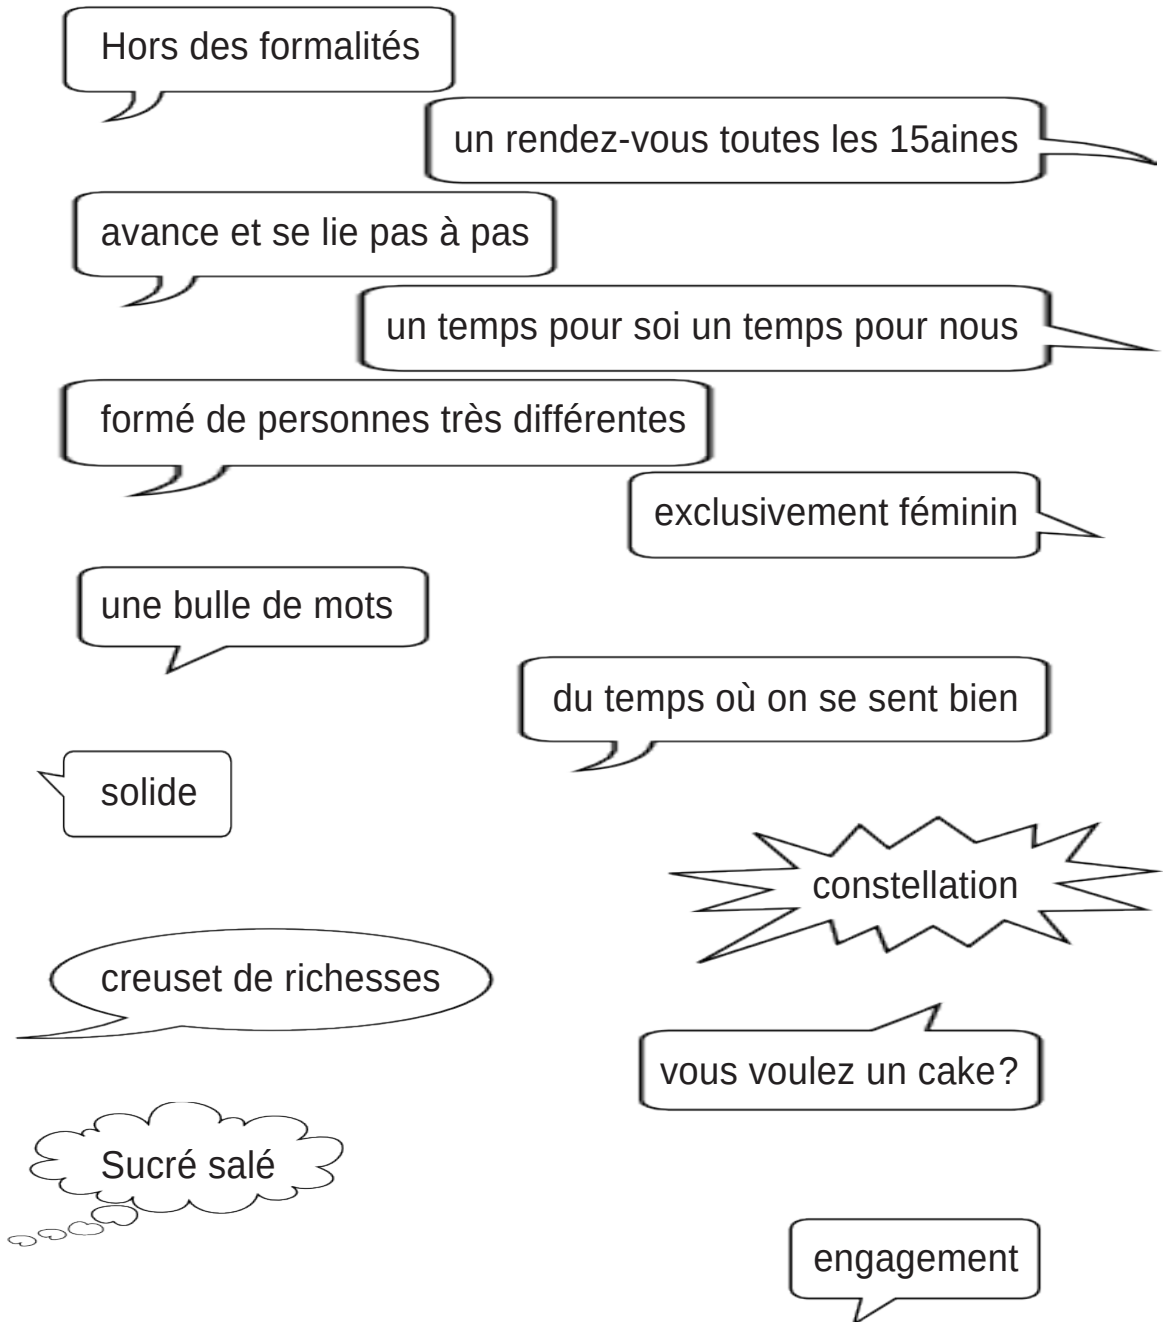 Hors des formalités
un rendez-vous toutes les 15aines
avance et se lie pas à pas
un temps pour soi un temps pour nous
formé de personnes très différentes
exclusivement féminin
une bulle de mots
du temps où on se sent bien
solide
constellation
creuset de richesses
vous voulez un cake?
Sucré salé
engagement